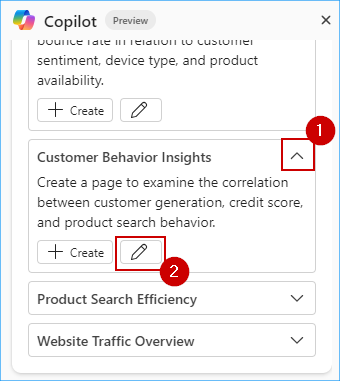 Copilot Preview
bounce rate in relation to customer
sentiment, device type, and product
availability.
Create
1
Customer Behavior Insights
Create a page to examine the correlation
between customer generation, credit score,
and product search behavior.
Create
2
Product Search Efficiency
Website Traffic Overview